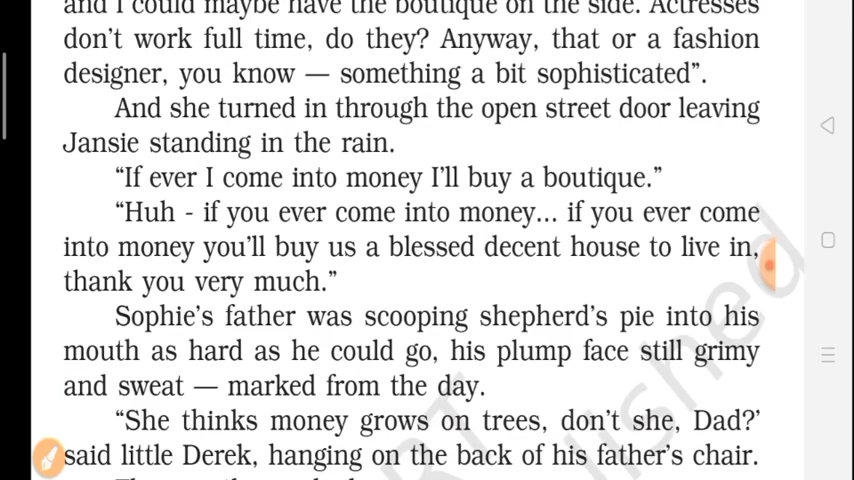 and I could maybe have the boutique on the side. Actresses
don't work full time, do they? Anyway, that or a fashion
designer, you know — something a bit sophisticated”.
And she turned in through the open street door leaving
Jansie standing in the rain.
“If ever I come into money I'll buy a boutique.”
“Huh - if you ever come into money... if you ever come
into money you'll buy us a blessed decent house to live in,
thank you very much.”
Sophie's father was scooping shepherd's pie into his
mouth as hard as he could go, his plump face still grimy
and sweat — marked from the day.
“She thinks money grows on trees, don't she, Dad?'
said little Derek, hanging on the back of his father's chair.